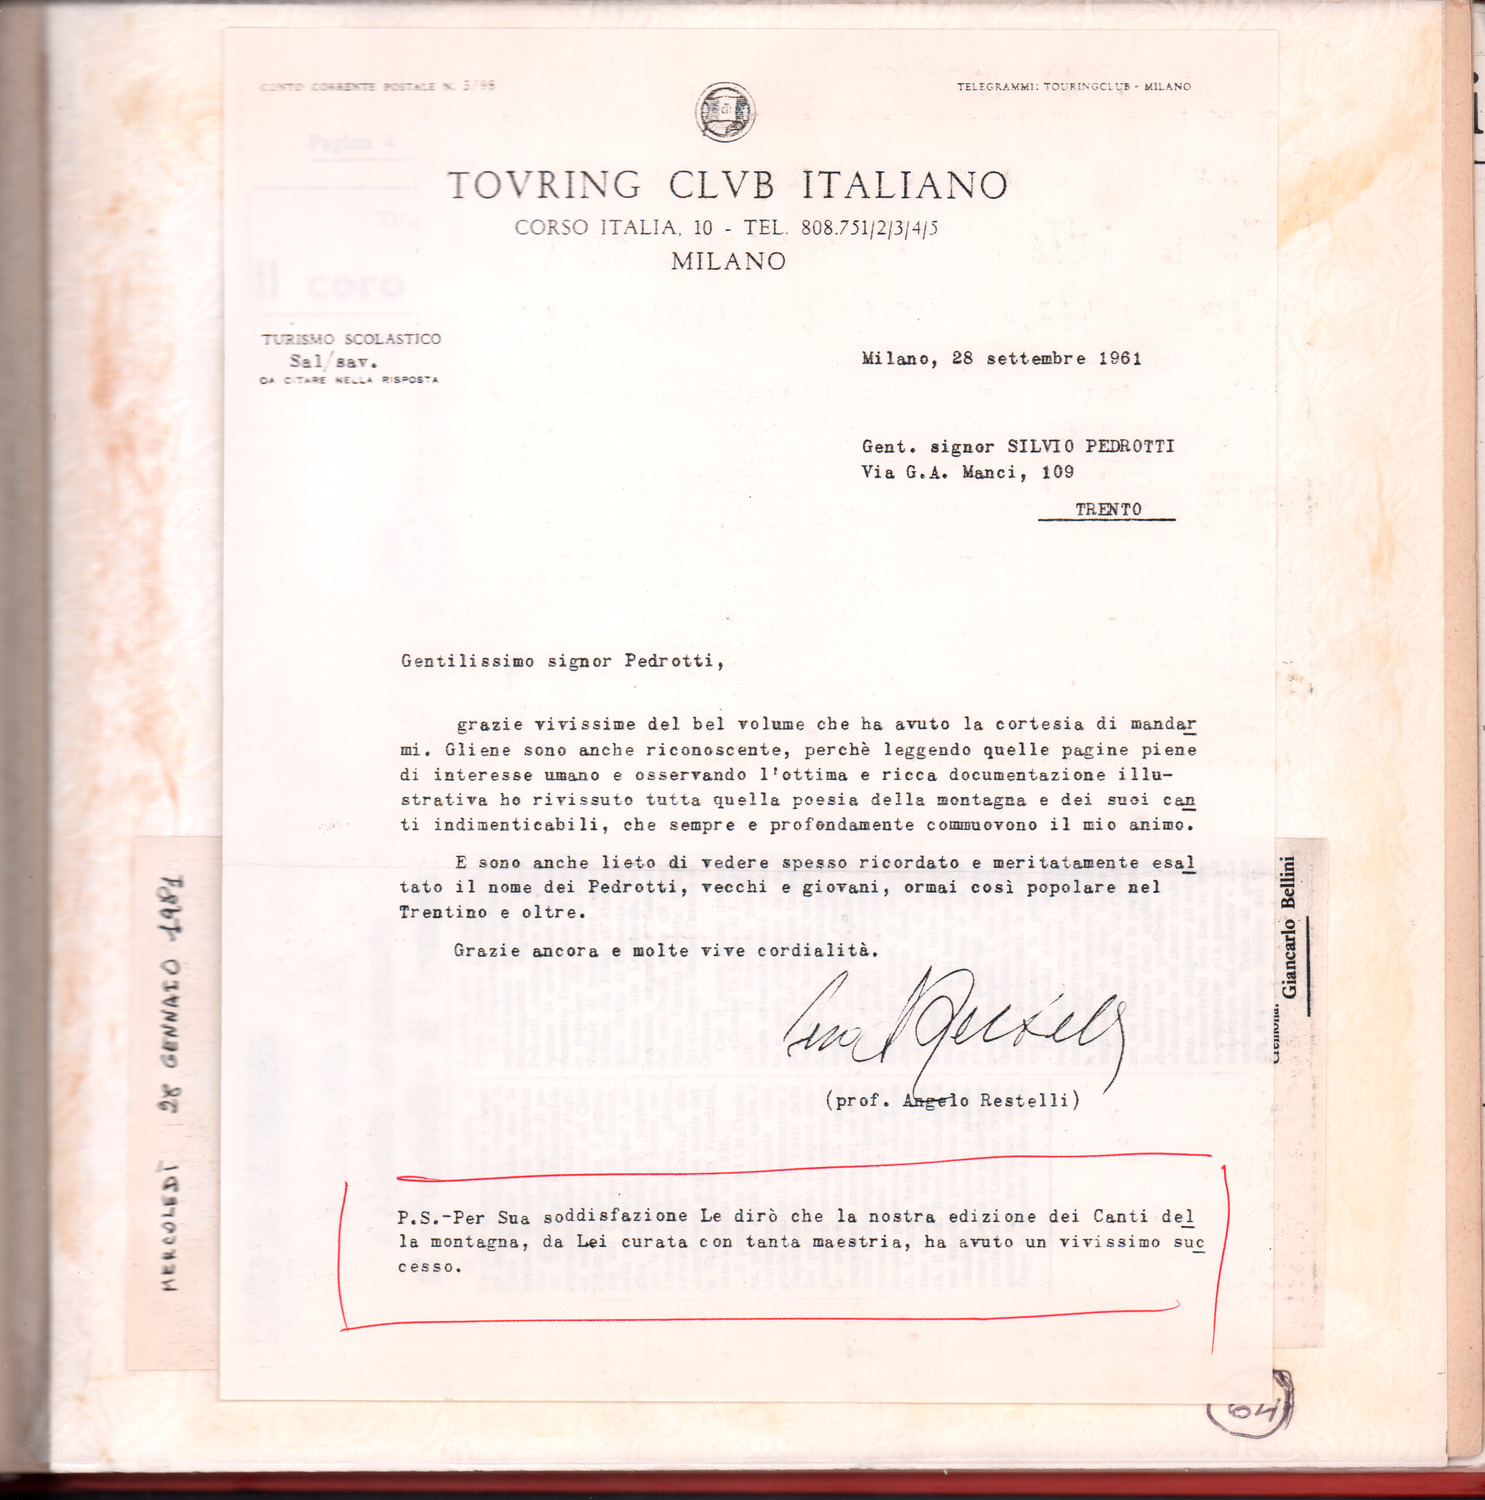 CONTO CORRENTE POSTALE N. 3/98
TELEGRAMMI: TOURINGCLUB - MILANO
TOVRING CLVB ITALIANO
CORSO ITALIA, 10 - TEL. 808.751/2/3/4/5
MILANO
Pagina 4
Il coro
TURISMO SCOLASTICO
Sal/sav.
DA CITARE NELLA RISPOSTA
Milano, 28 settembre 1961
Gent. signor SILVIO PEDROTTI
Via G.A. Manci, 109
TRENTO
Gentilissimo signor Pedrotti,
grazie vivissime del bel volume che ha avuto la cortesia di mandar
mi. Gliene sono anche riconoscente, perchè leggendo quelle pagine piene
di interesse umano e osservando l'ottima e ricca documentazione illu-
strativa ho rivissuto tutta quella poesia della montagna e dei suoi can
ti indimenticabili, che sempre e profondamente commuovono il mio animo.
E sono anche lieto di vedere spesso ricordato e meritatamente esal
tato il nome dei Pedrotti, vecchi e giovani, ormai così popolare nel
Trentino e oltre.
Grazie ancora e molte vive cordialità.
(prof. Angelo Restelli)
P.S.-Per Sua soddisfazione Le dirò che la nostra edizione dei Canti del
la montagna, da Lei curata con tanta maestria, ha avuto un vivissimo suc
cesso.
MERCOLEDÌ 28 GENNAIO 1981
Cremona.
Giancarlo Bellini
64